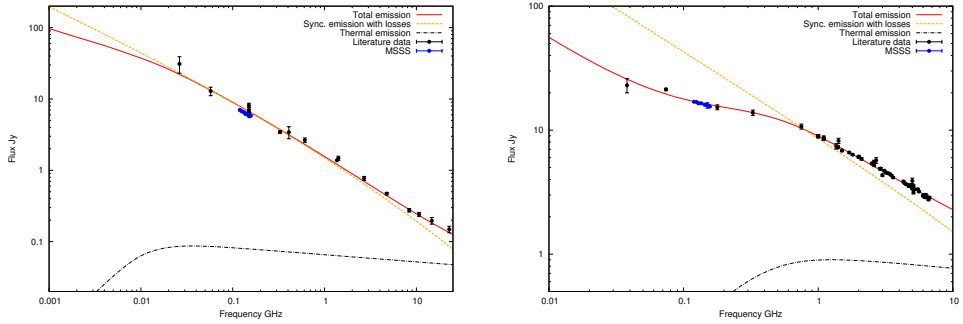 Total emission
Sync. emission with losses
Thermal emission
Literature data
MSSS
100
10
1
0.1
Flux Jy
0.001
0.01
0.1
1
10
Frequency GHz
Total emission
Sync. emission with losses
Thermal emission
Literature data
MSSS
100
10
1
Flux Jy
0.01
0.1
1
10
Frequency GHz